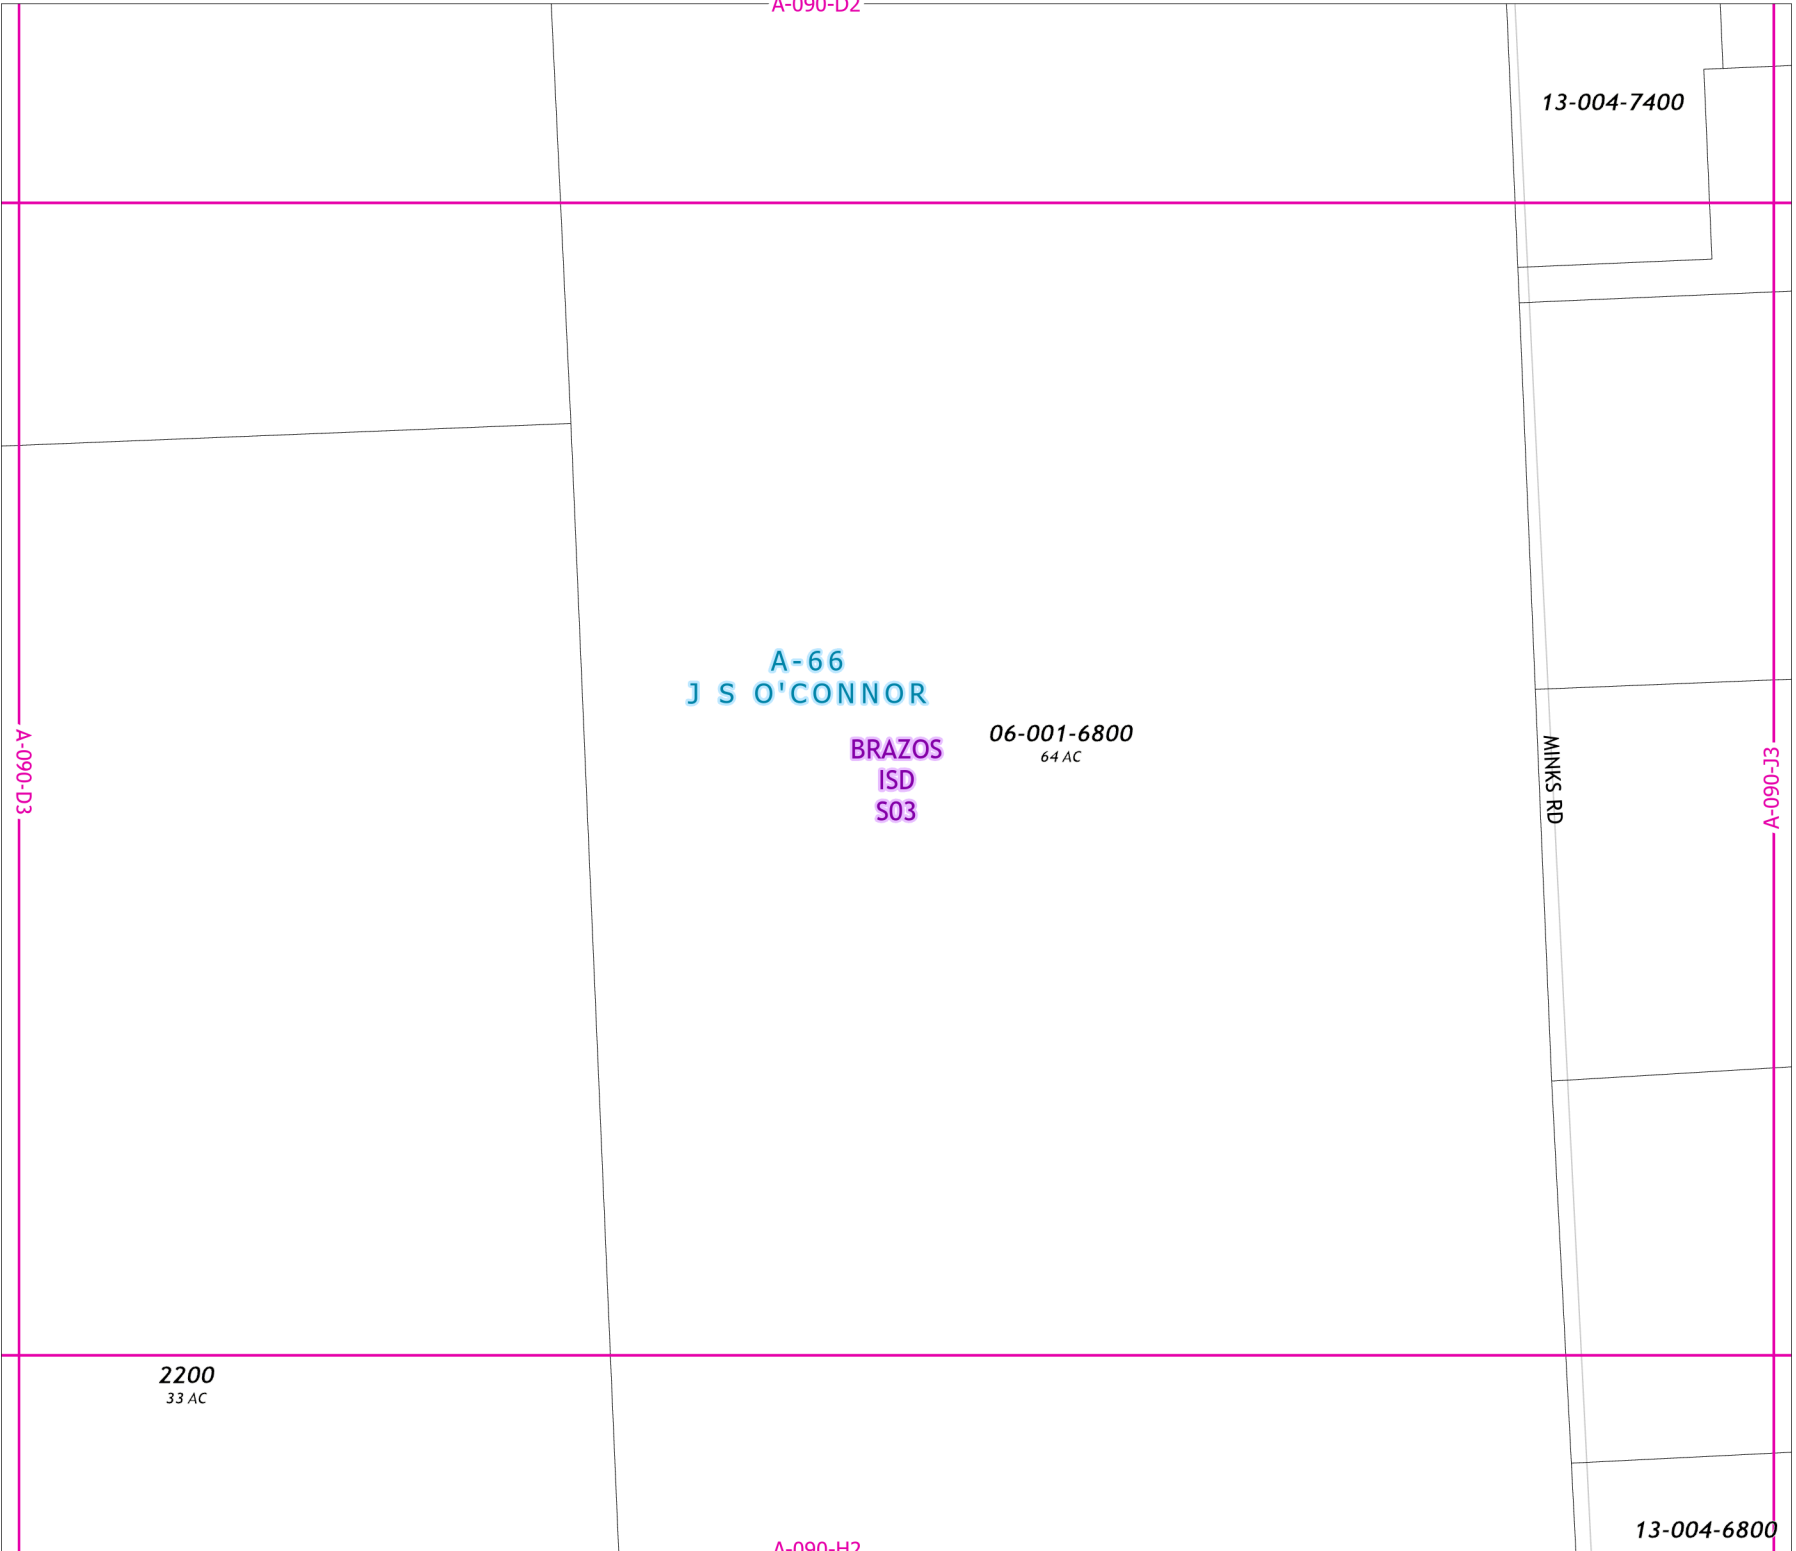 A-090-D2
13-004-7400
A-66
J S O'CONNOR
06-001-6800
64 AC
BRAZOS
ISD
S03
A-090-D3
MINKS RD
A-090-J3
2200
33 AC
13-004-6800
A-090-H2